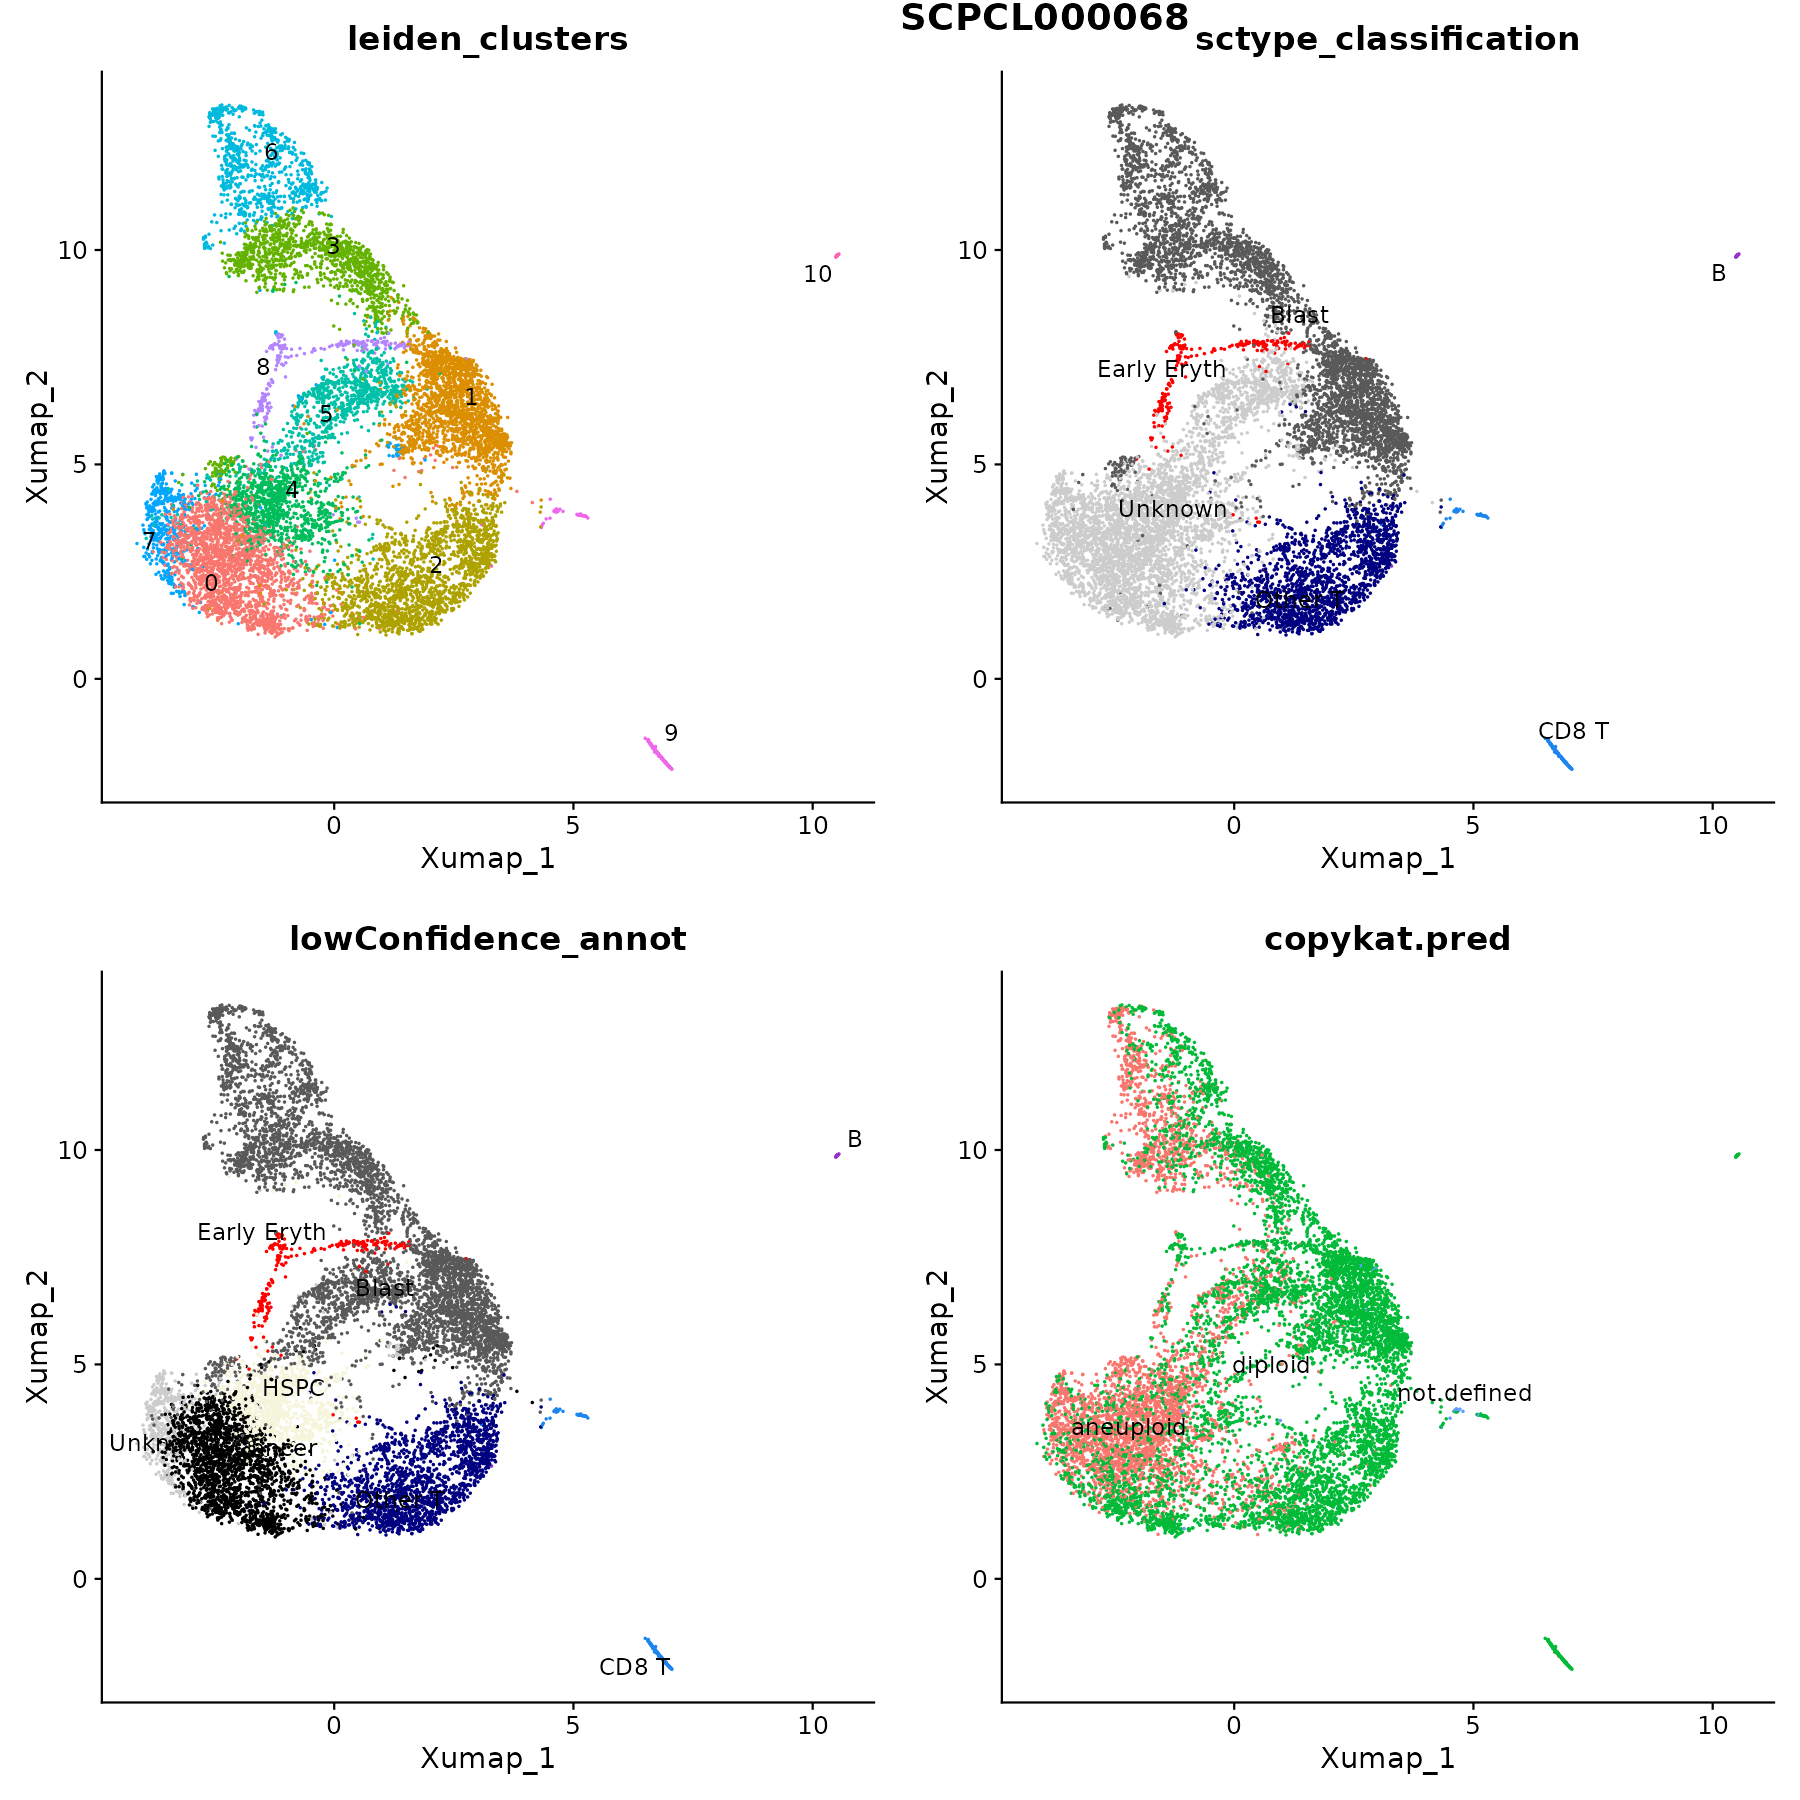 SCPCL000068
leiden_clusters
6
3
10
8
1
5
4
7
0
2
9
10
5
0
0
5
10
Xumap_1
Xumap_2
sctype_classification
B
Blast
Early Eryth
Unknown
Other T
CD8 T
10
5
0
0
5
10
Xumap_1
Xumap_2
lowConfidence_annot
B
Early Eryth
Blast
HSPC
Other T
CD8 T
10
5
0
0
5
10
Xumap_1
Xumap_2
copykat.pred
diploid
not.defined
aneuploid
10
5
0
0
5
10
Xumap_1
Xumap_2